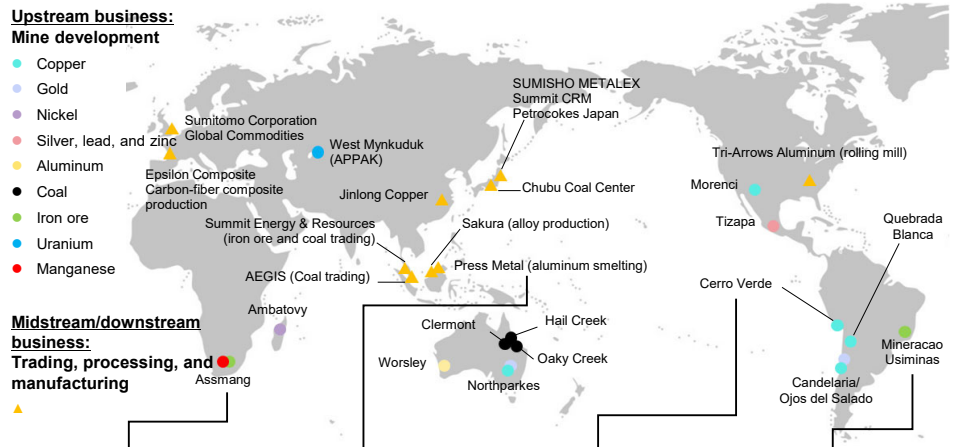 Upstream business:
Mine development
Copper
Gold
Nickel
Silver, lead, and zinc
Aluminum
Coal
Iron ore
Uranium
Manganese
Midstream/downstream
business:
Trading, processing, and
manufacturing
Sumitomo Corporation
Global Commodities
Epsilon Composite
Carbon-fiber composite
production
West Mynkuduk
(APPAK)
Jinlong Copper
SUMISHO METALEX
Summit CRM
Petrocokes Japan
Chubu Coal Center
Summit Energy & Resources
(iron ore and coal trading)
Sakura (alloy production)
AEGIS (Coal trading)
Press Metal (aluminum smelting)
Ambatovy
Assmang
Clermont
Hail Creek
Oaky Creek
Worsley
Northparkes
Tri-Arrows Aluminum (rolling mill)
Morenci
Tizapa
Quebrada
Blanca
Cerro Verde
Mineracao
Usiminas
Candelaria/
Ojos del Salado